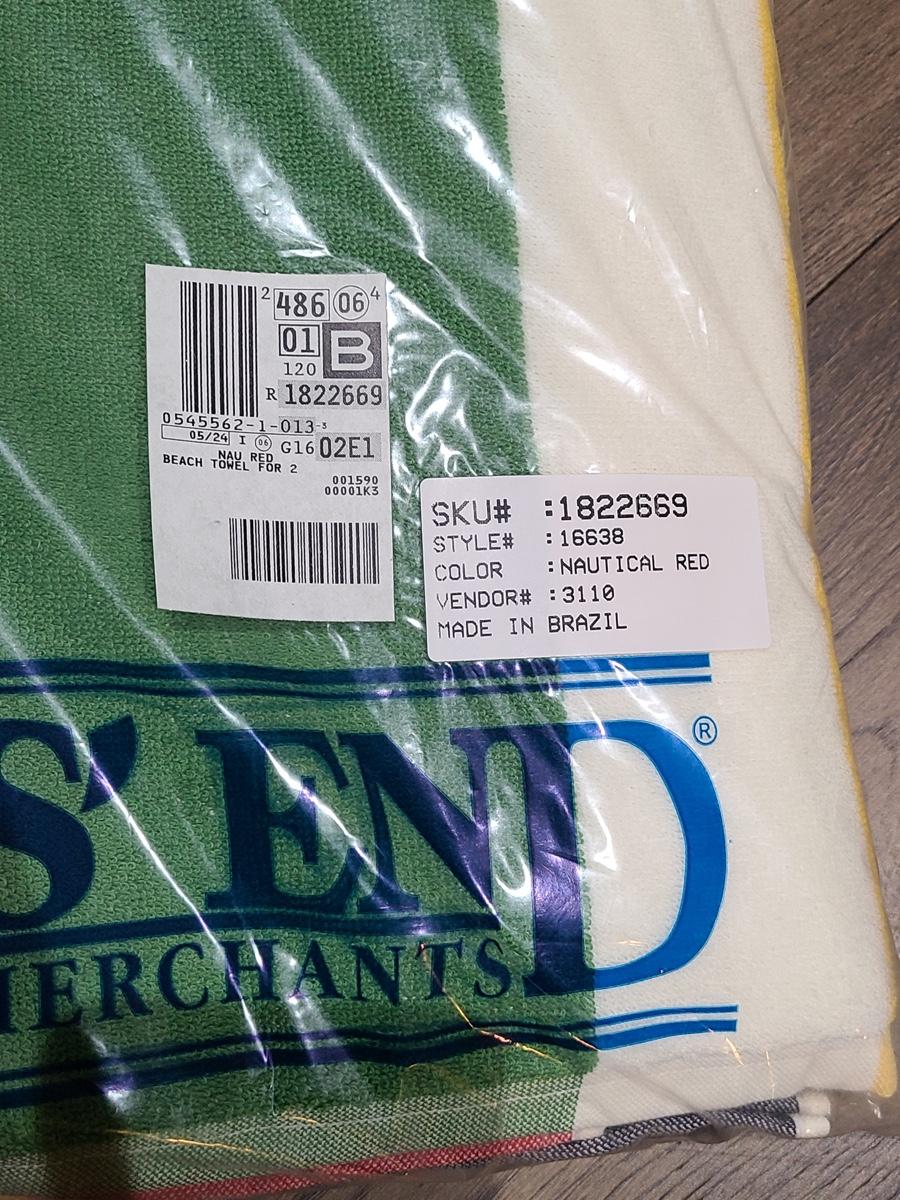 2 486 06 4
01 B
120
R 1822669
0545562-1-013-3
05/24 I 06 G16 02E1
NAU RED
BEACH TOWEL FOR 2
001590
00001K3
SKU# :1822669
STYLE# :16638
COLOR :NAUTICAL RED
VENDOR# :3110
MADE IN BRAZIL
S' END®
MERCHANTS